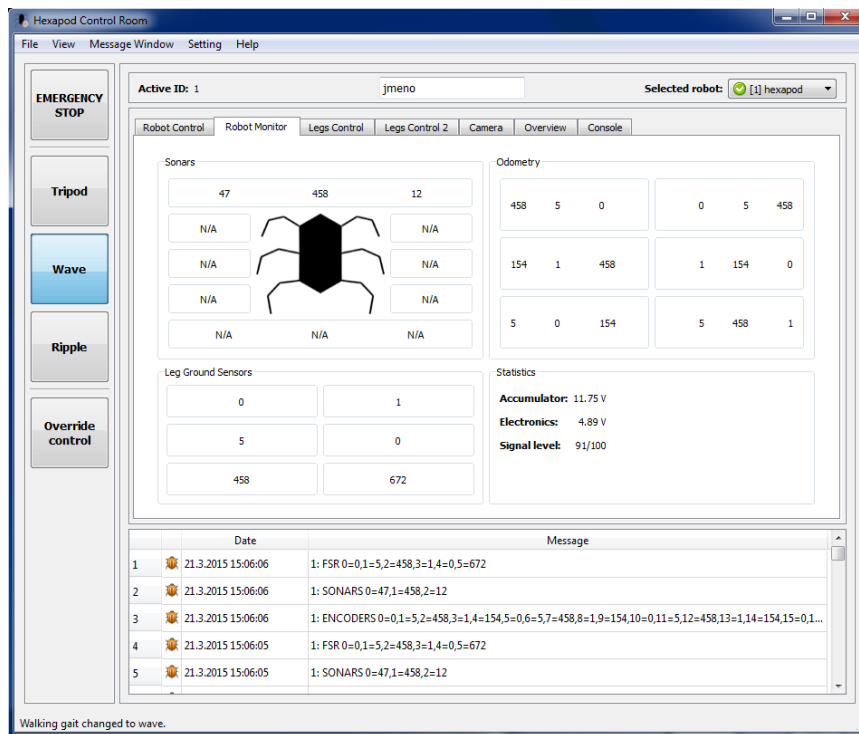 Hexapod Control Room
File View Message Window Setting Help
EMERGENCY
STOP
Tripod
Wave
Ripple
Override
control
Active ID: 1 jmeno Selected robot: [1] hexapod
Robot Control Robot Monitor Legs Control Legs Control 2 Camera Overview Console
Sonars
47 458 12
N/A N/A
N/A N/A
N/A N/A
N/A N/A N/A
Odometry
458 5 0 0 5 458
154 1 458 1 154 0
5 0 154 5 458 1
Leg Ground Sensors
0 1
5 0
458 672
Statistics
Accumulator: 11.75 V
Electronics: 4.89 V
Signal level: 91/100
Date Message
1 21.3.2015 15:06:06 1: FSR 0=0,1=5,2=458,3=1,4=0,5=672
2 21.3.2015 15:06:06 1: SONARS 0=47,1=458,2=12
3 21.3.2015 15:06:06 1: ENCODERS 0=0,1=5,2=458,3=1,4=154,5=0,6=5,7=458,8=1,9=154,10=0,11=5,12=458,13=1,14=154,15=0,1...
4 21.3.2015 15:06:05 1: FSR 0=0,1=5,2=458,3=1,4=0,5=672
5 21.3.2015 15:06:05 1: SONARS 0=47,1=458,2=12
Walking gait changed to wave.